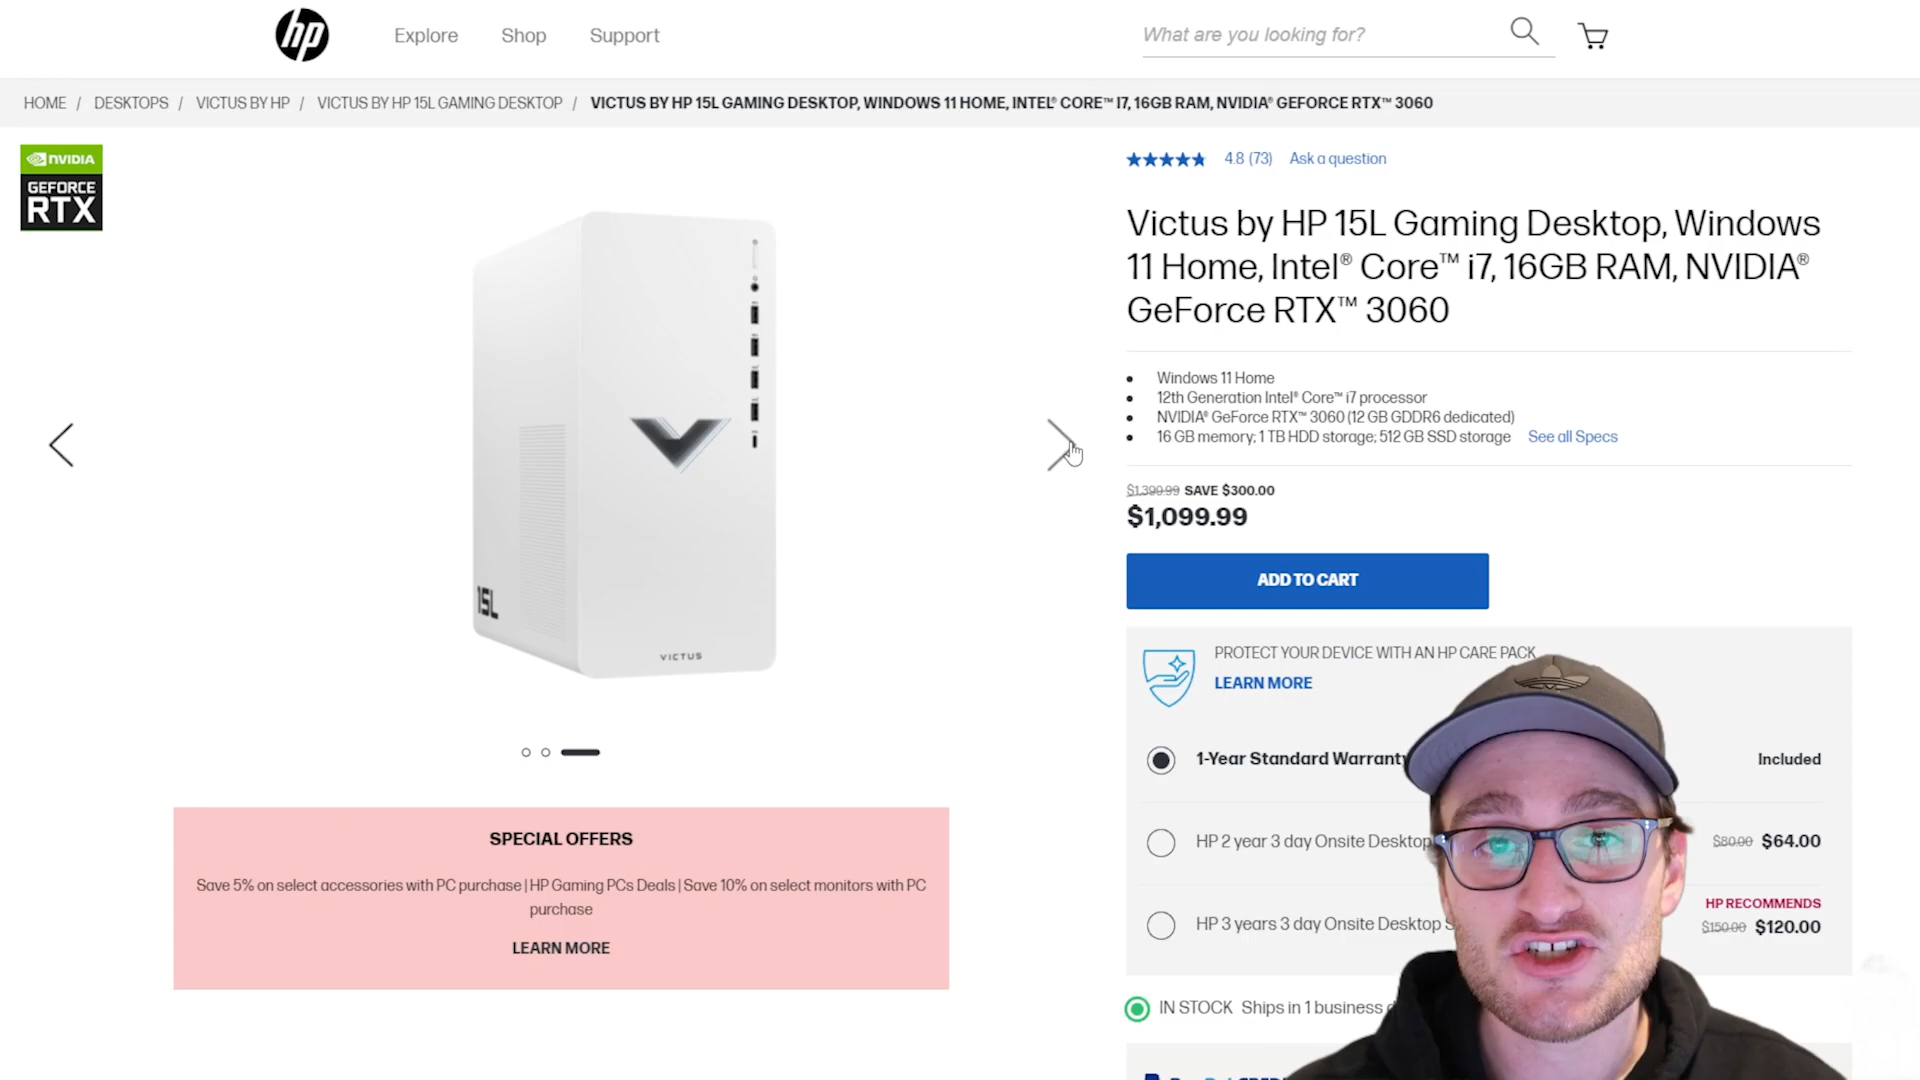 hp
Explore
Shop
Support
What are you looking for?
HOME / DESKTOPS / VICTUS BY HP / VICTUS BY HP 15L GAMING DESKTOP / VICTUS BY HP 15L GAMING DESKTOP, WINDOWS 11 HOME, INTEL® CORE™ I7, 16GB RAM, NVIDIA® GEFORCE RTX™ 3060
NVIDIA
GEFORCE
RTX
15L
VICTUS
4.8 (73) Ask a question
Victus by HP 15L Gaming Desktop, Windows
11 Home, Intel® Core™ i7, 16GB RAM, NVIDIA®
GeForce RTX™ 3060
Windows 11 Home
12th Generation Intel® Core™ i7 processor
NVIDIA® GeForce RTX™ 3060 (12 GB GDDR6 dedicated)
16 GB memory; 1 TB HDD storage; 512 GB SSD storage See all Specs
$1,399.99 SAVE $300.00
$1,099.99
ADD TO CART
PROTECT YOUR DEVICE WITH AN HP CARE PACK
LEARN MORE
1-Year Standard Warranty Included
HP 2 year 3 day Onsite Desktop $80.00 $64.00
HP RECOMMENDS
HP 3 years 3 day Onsite Desktop S $150.00 $120.00
IN STOCK Ships in 1 business d
SPECIAL OFFERS
Save 5% on select accessories with PC purchase | HP Gaming PCs Deals | Save 10% on select monitors with PC
purchase
LEARN MORE